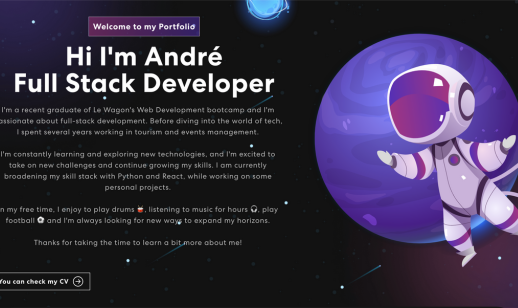 Welcome to my Portfolio
Hi I'm André
Full Stack Developer
I'm a recent graduate of Le Wagon's Web Development bootcamp and I'm
passionate about full-stack development. Before diving into the world of tech,
I spent several years working in tourism and events management.
I'm constantly learning and exploring new technologies, and I'm excited to
take on new challenges and continue growing my skills. I am currently
broadening my skill stack with Python and React, while working on some
personal projects.
In my free time, I enjoy to play drums 🥁, listening to music for hours 🎧, play
football ⚽ and I'm always looking for new ways to expand my horizons.
Thanks for taking the time to learn a bit more about me!
You can check my CV